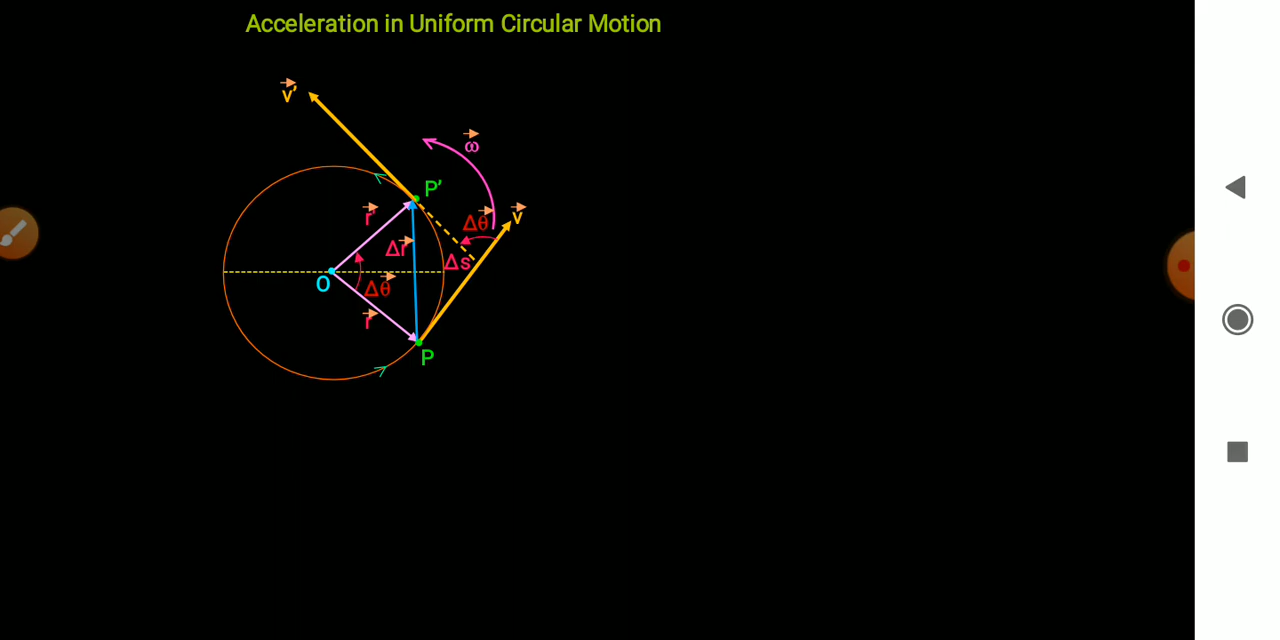 Acceleration in Uniform Circular Motion
v⃗'
ω⃗
P'
r⃗'
Δθ⃗
v⃗
Δr⃗
Δs
O
Δθ⃗
r⃗
P